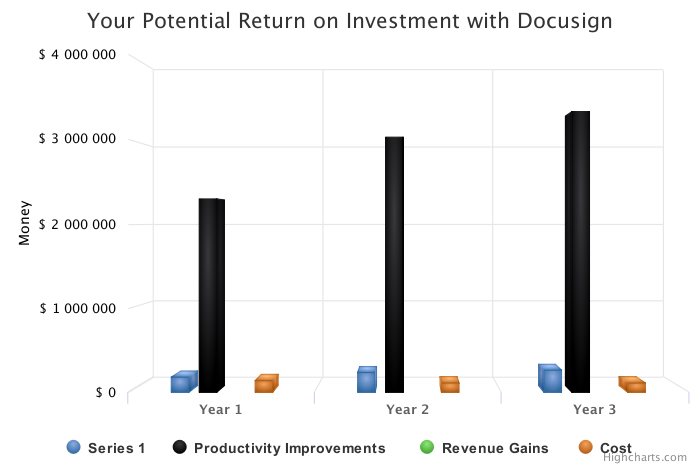 Your Potential Return on Investment with Docusign
$ 4 000 000
$ 3 000 000
$ 2 000 000
$ 1 000 000
$ 0
Money
Year 1 Year 2 Year 3
Series 1 Productivity Improvements Revenue Gains Cost
Highcharts.com